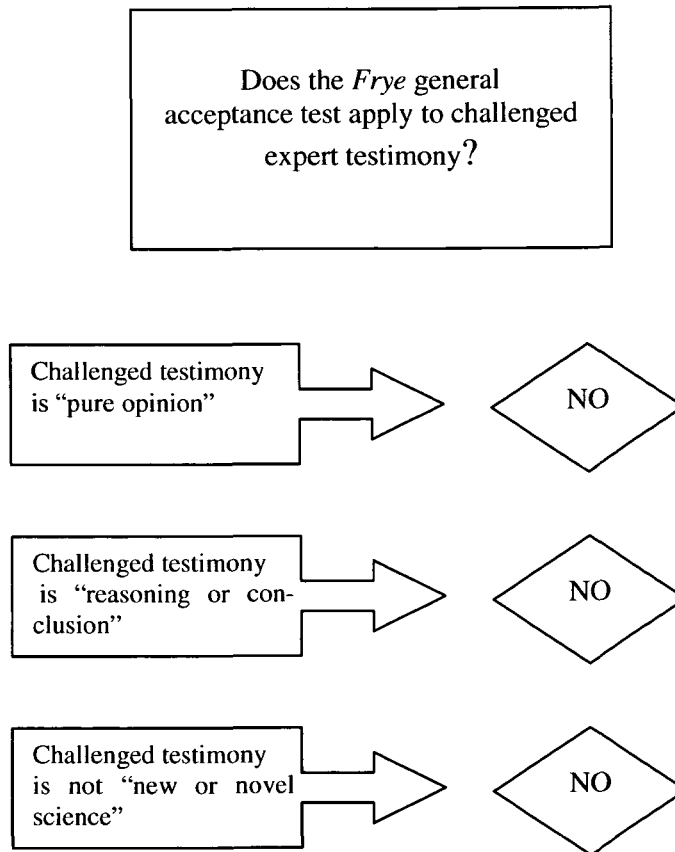 Does the Frye general
acceptance test apply to challenged
expert testimony?
Challenged testimony
is “pure opinion”
NO
Challenged testimony
is “reasoning or con-
clusion”
NO
Challenged testimony
is not “new or novel
science”
NO